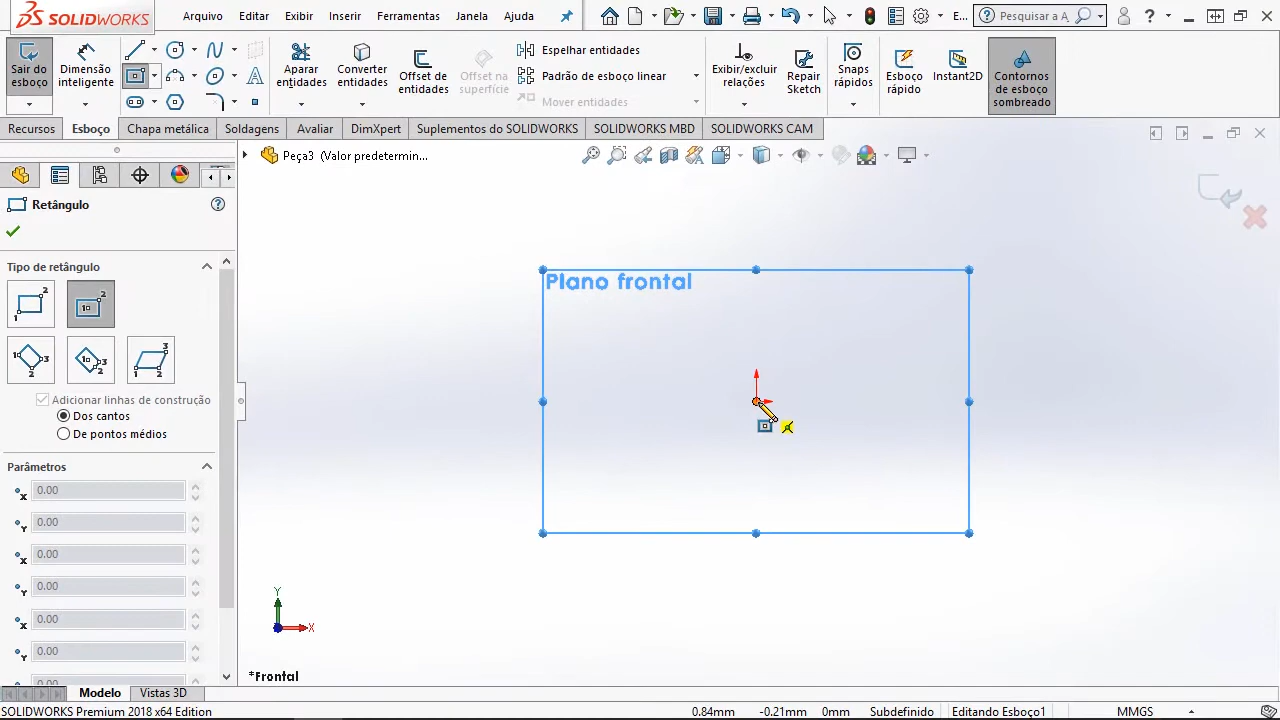 SOLIDWORKS
Arquivo Editar Exibir Inserir Ferramentas Janela Ajuda
E... Pesquisar a A
Sair do esboço
Dimensão inteligente
Aparar entidades
Converter entidades
Offset de entidades
Offset na superfície
Espelhar entidades
Padrão de esboço linear
Mover entidades
Exibir/excluir relações
Repair Sketch
Snaps rápidos
Esboço rápido
Instant2D
Contornos de esboço sombreado
Recursos Esboço Chapa metálica Soldagens Avaliar DimXpert Suplementos do SOLIDWORKS SOLIDWORKS MBD SOLIDWORKS CAM
Peça3 (Valor predetermin...
Retângulo
Tipo de retângulo
Adicionar linhas de construção
Dos cantos
De pontos médios
Parâmetros
0.00
0.00
0.00
0.00
0.00
0.00
0.00
Plano frontal
Y
X
*Frontal
Modelo Vistas 3D
SOLIDWORKS Premium 2018 x64 Edition 0.84mm -0.21mm 0mm Subdefinido Editando Esboço1 MMGS